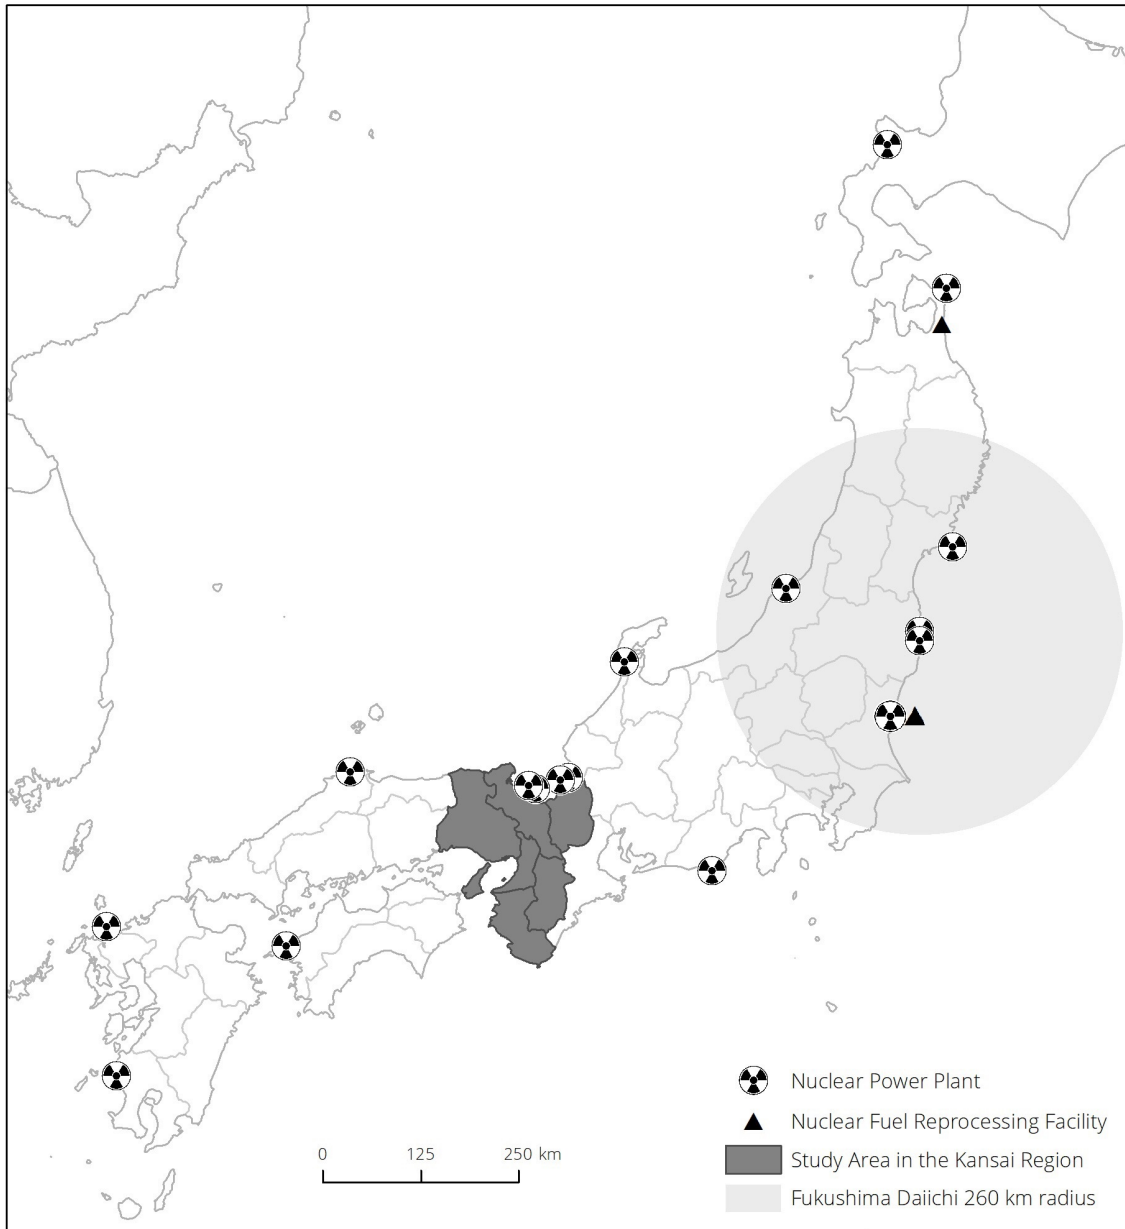 Nuclear Power Plant
Nuclear Fuel Reprocessing Facility
0 125 250 km
Study Area in the Kansai Region
Fukushima Daiichi 260 km radius